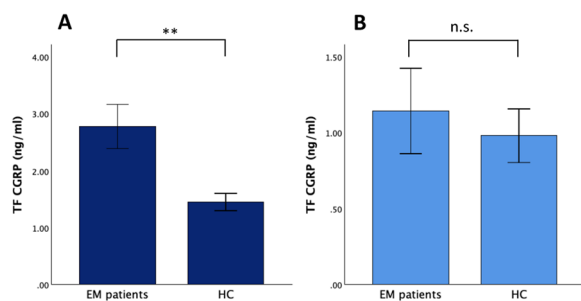 A
**
4.00
3.00
2.00
1.00
.00
TF CGRP (ng/ml)
EM patients
HC
B
n.s.
1.50
1.00
.50
.00
TF CGRP (ng/ml)
EM patients
HC